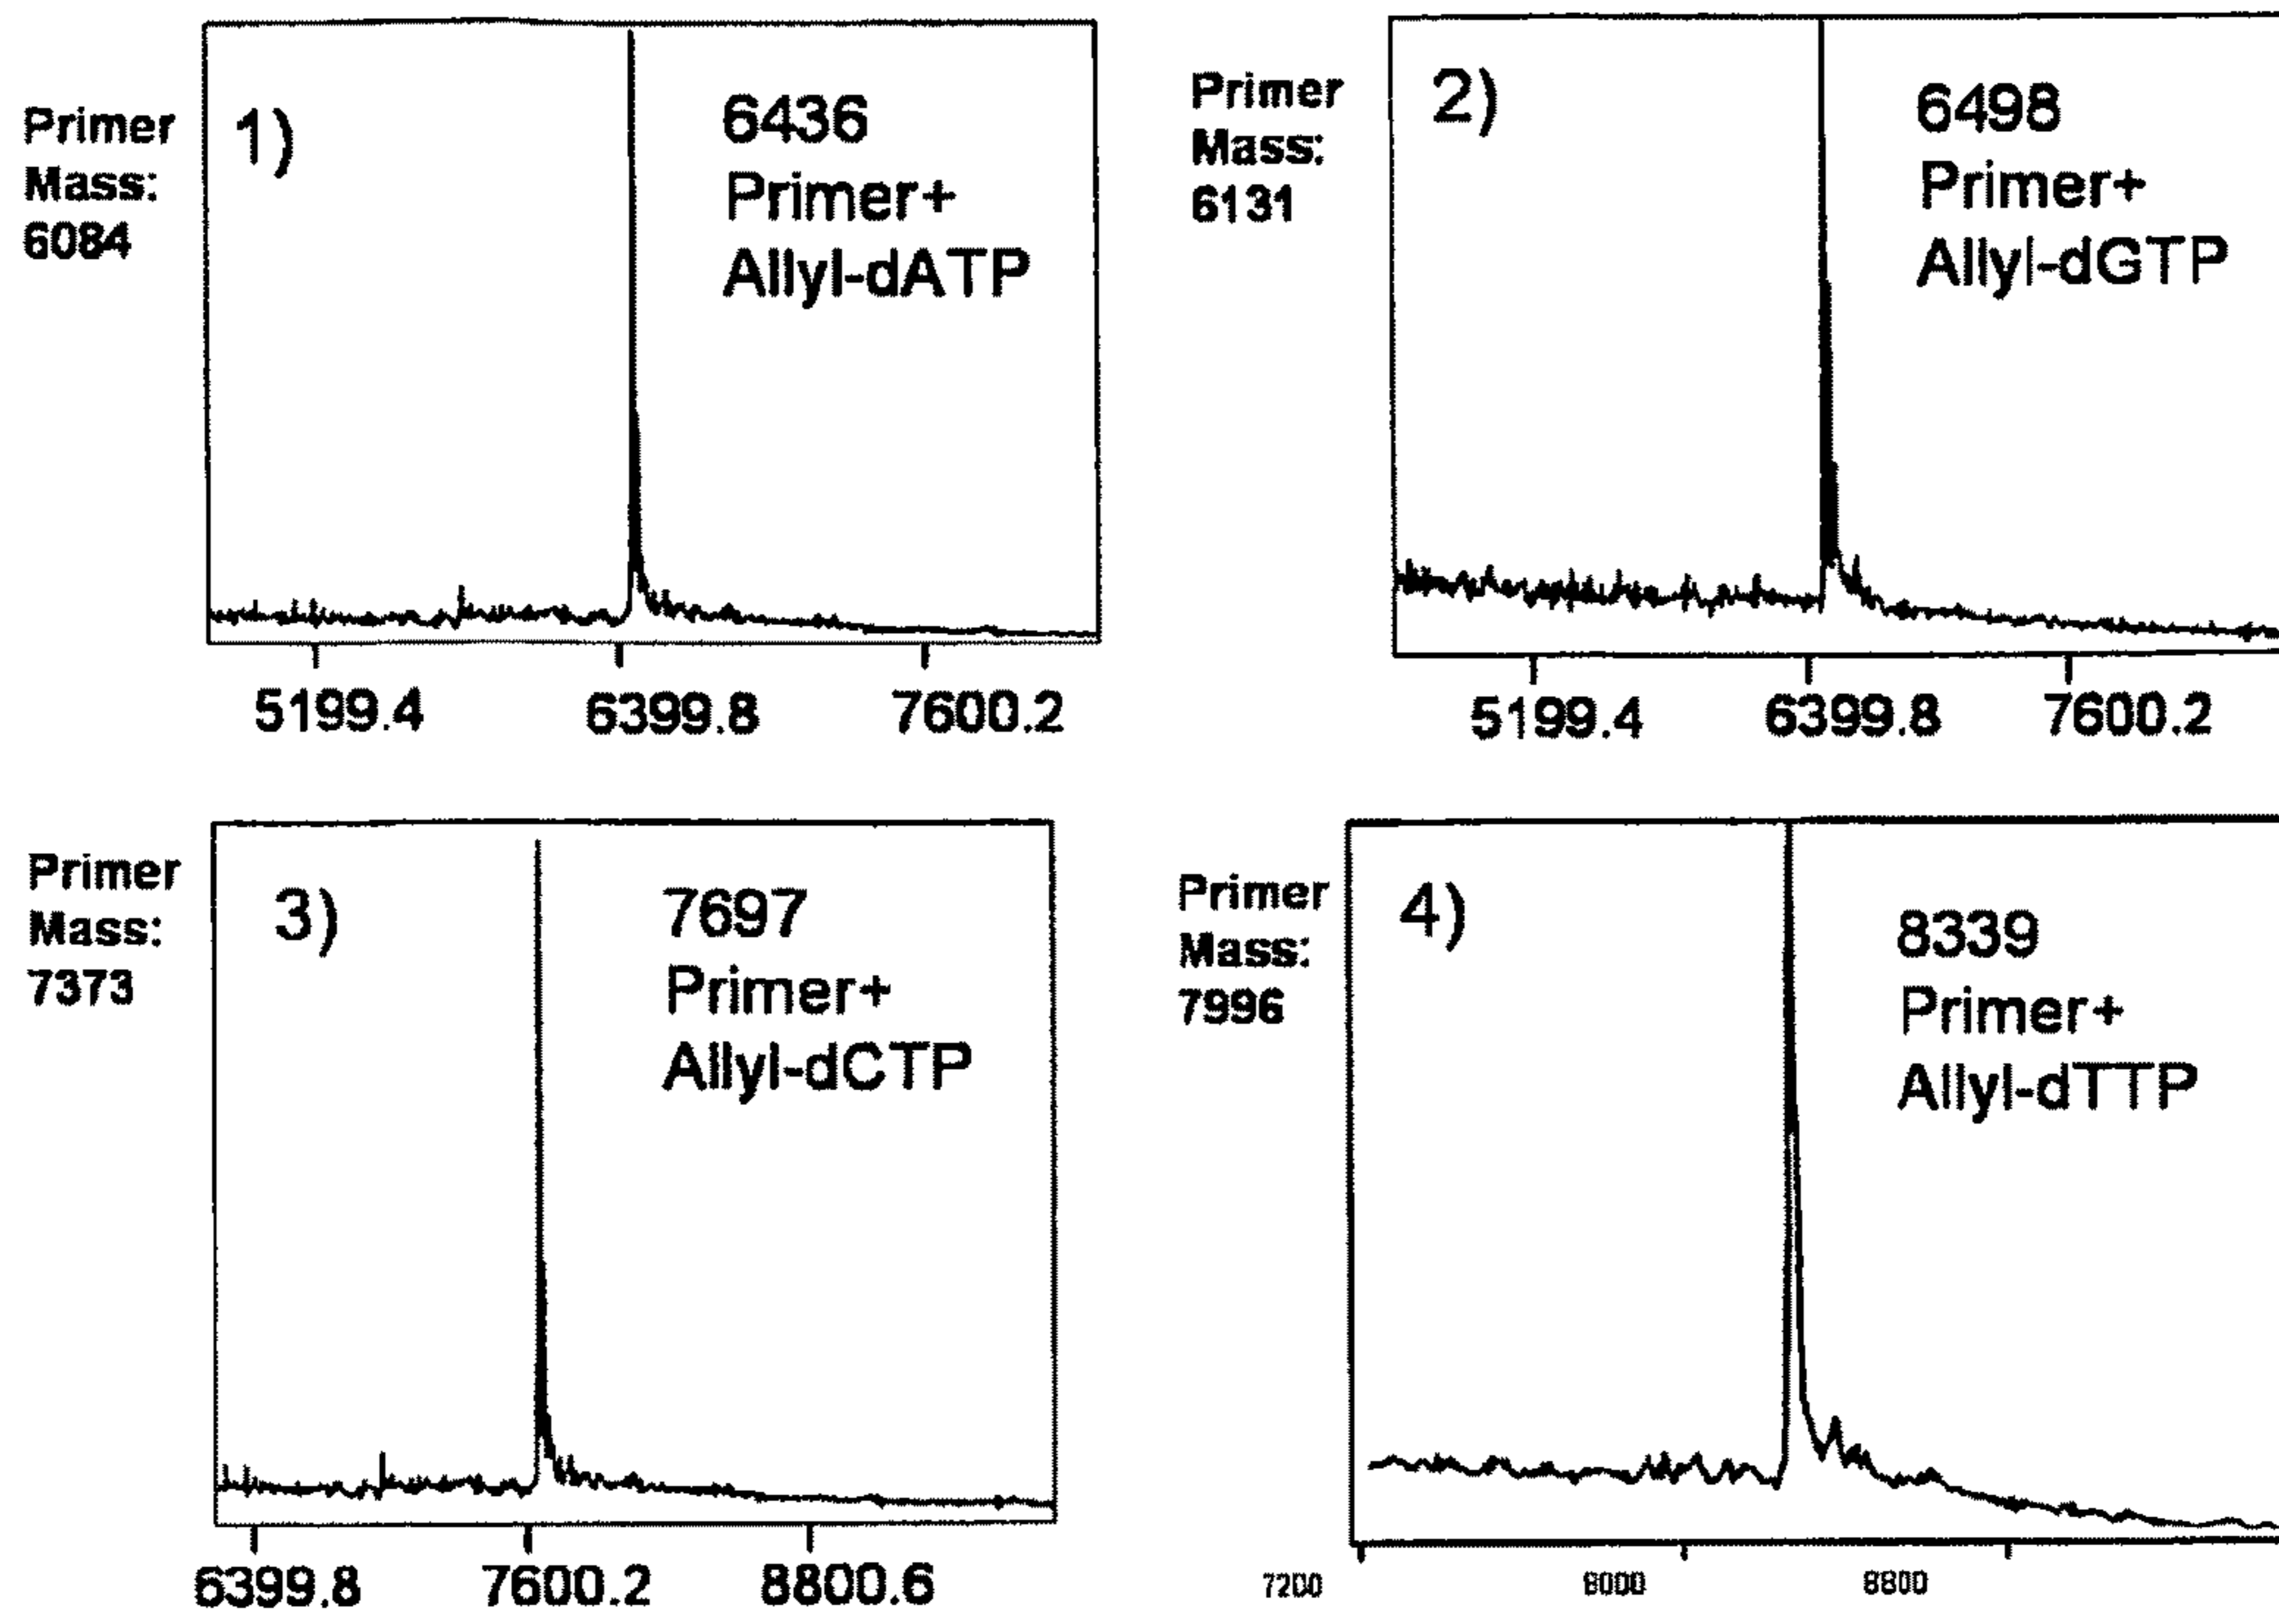 Primer
Mass:
6084
1)
6436
Primer+
Allyl-dATP
5199.4 6399.8 7600.2
Primer
Mass:
6131
2)
6498
Primer+
Allyl-dGTP
5199.4 6399.8 7600.2
Primer
Mass:
7373
3)
7697
Primer+
Allyl-dCTP
6399.8 7600.2 8800.6
Primer
Mass:
7996
4)
8339
Primer+
Allyl-dTTP
7200 8000 8800